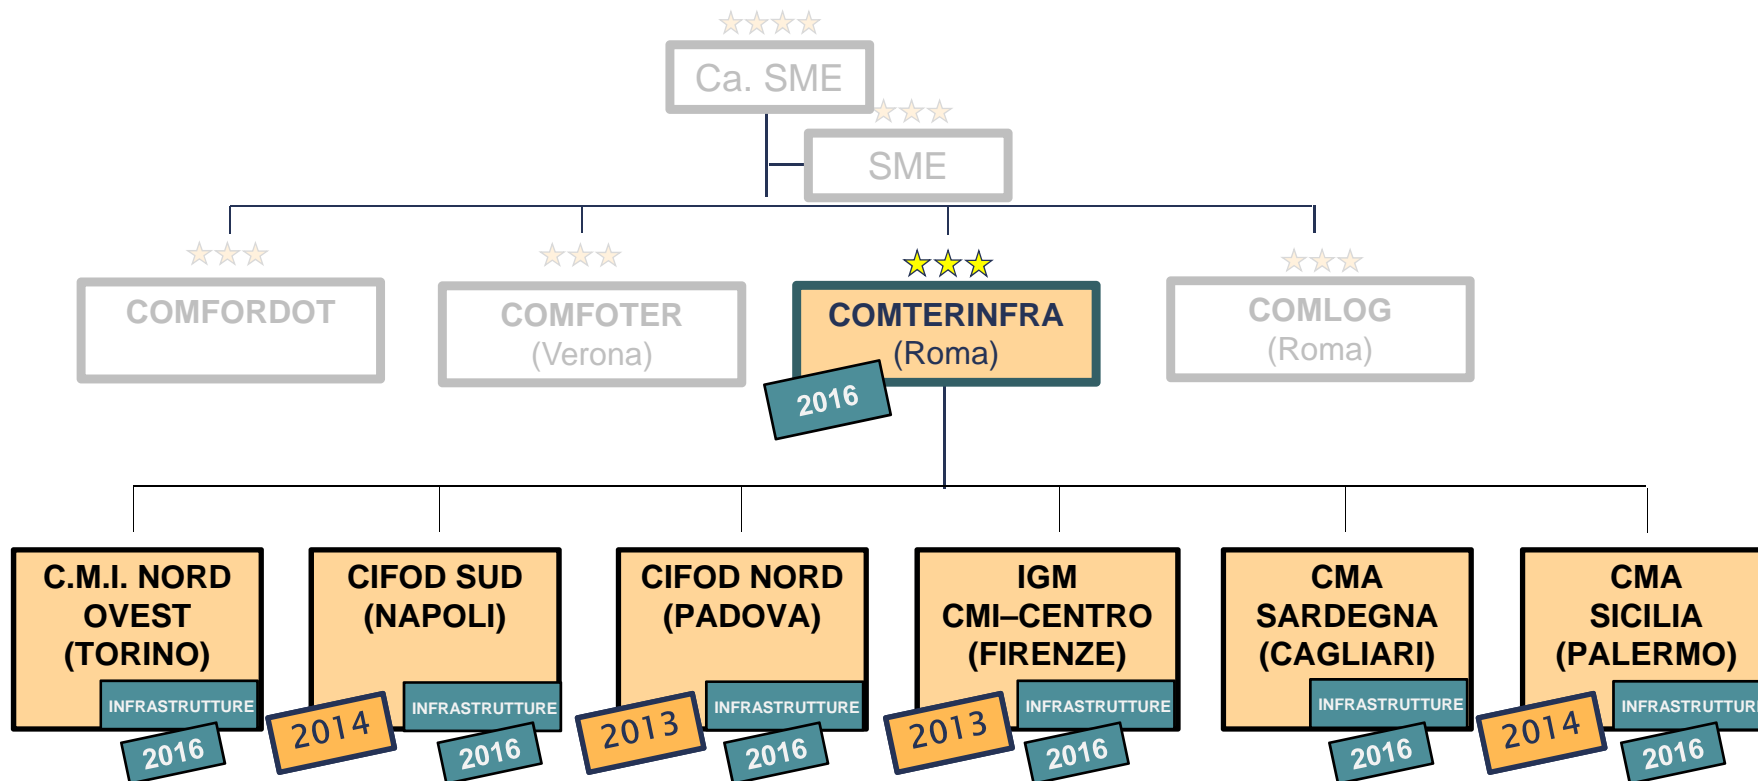 Ca. SME
SME
COMFORDOT
COMFOTER
(Verona)
COMTERINFRA
(Roma)
2016
COMLOG
(Roma)
C.M.I. NORD
OVEST
(TORINO)
INFRASTRUTTURE
2016
CIFOD SUD
(NAPOLI)
2014
INFRASTRUTTURE
2016
CIFOD NORD
(PADOVA)
2013
INFRASTRUTTURE
2016
IGM
CMI–CENTRO
(FIRENZE)
2013
INFRASTRUTTURE
2016
CMA
SARDEGNA
(CAGLIARI)
INFRASTRUTTURE
2016
CMA
SICILIA
(PALERMO)
2014
INFRASTRUTTURE
2016